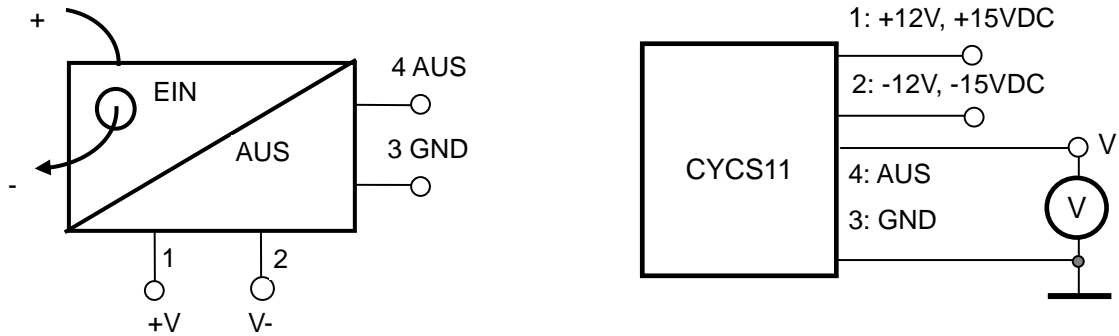 +
EIN
AUS
-
4 AUS
3 GND
1
2
+V
V-
1: +12V, +15VDC
2: -12V, -15VDC
CYCS11
V
4: AUS
V
3: GND